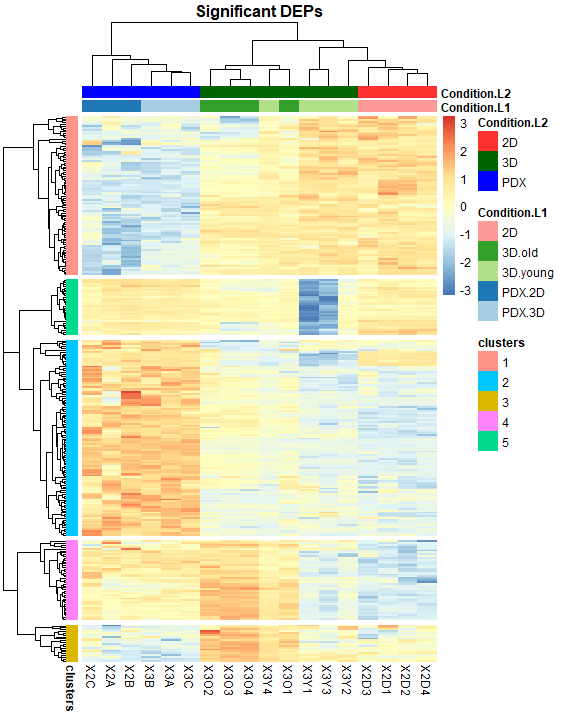 Significant DEPs
Condition.L2
Condition.L1
3
2
1
0
-1
-2
-3
Condition.L2
2D
3D
PDX
Condition.L1
2D
3D.old
3D.young
PDX.2D
PDX.3D
clusters
1
2
3
4
5
clusters
X2C
X2A
X2B
X3B
X3A
X3C
X3O2
X3O3
X3O4
X3Y4
X3O1
X3Y1
X3Y3
X3Y2
X2D3
X2D1
X2D2
X2D4